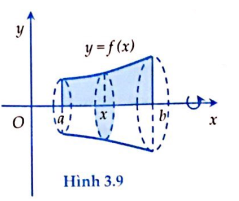 y
y = f(x)
O
a
x
b
x
Hình 3.9